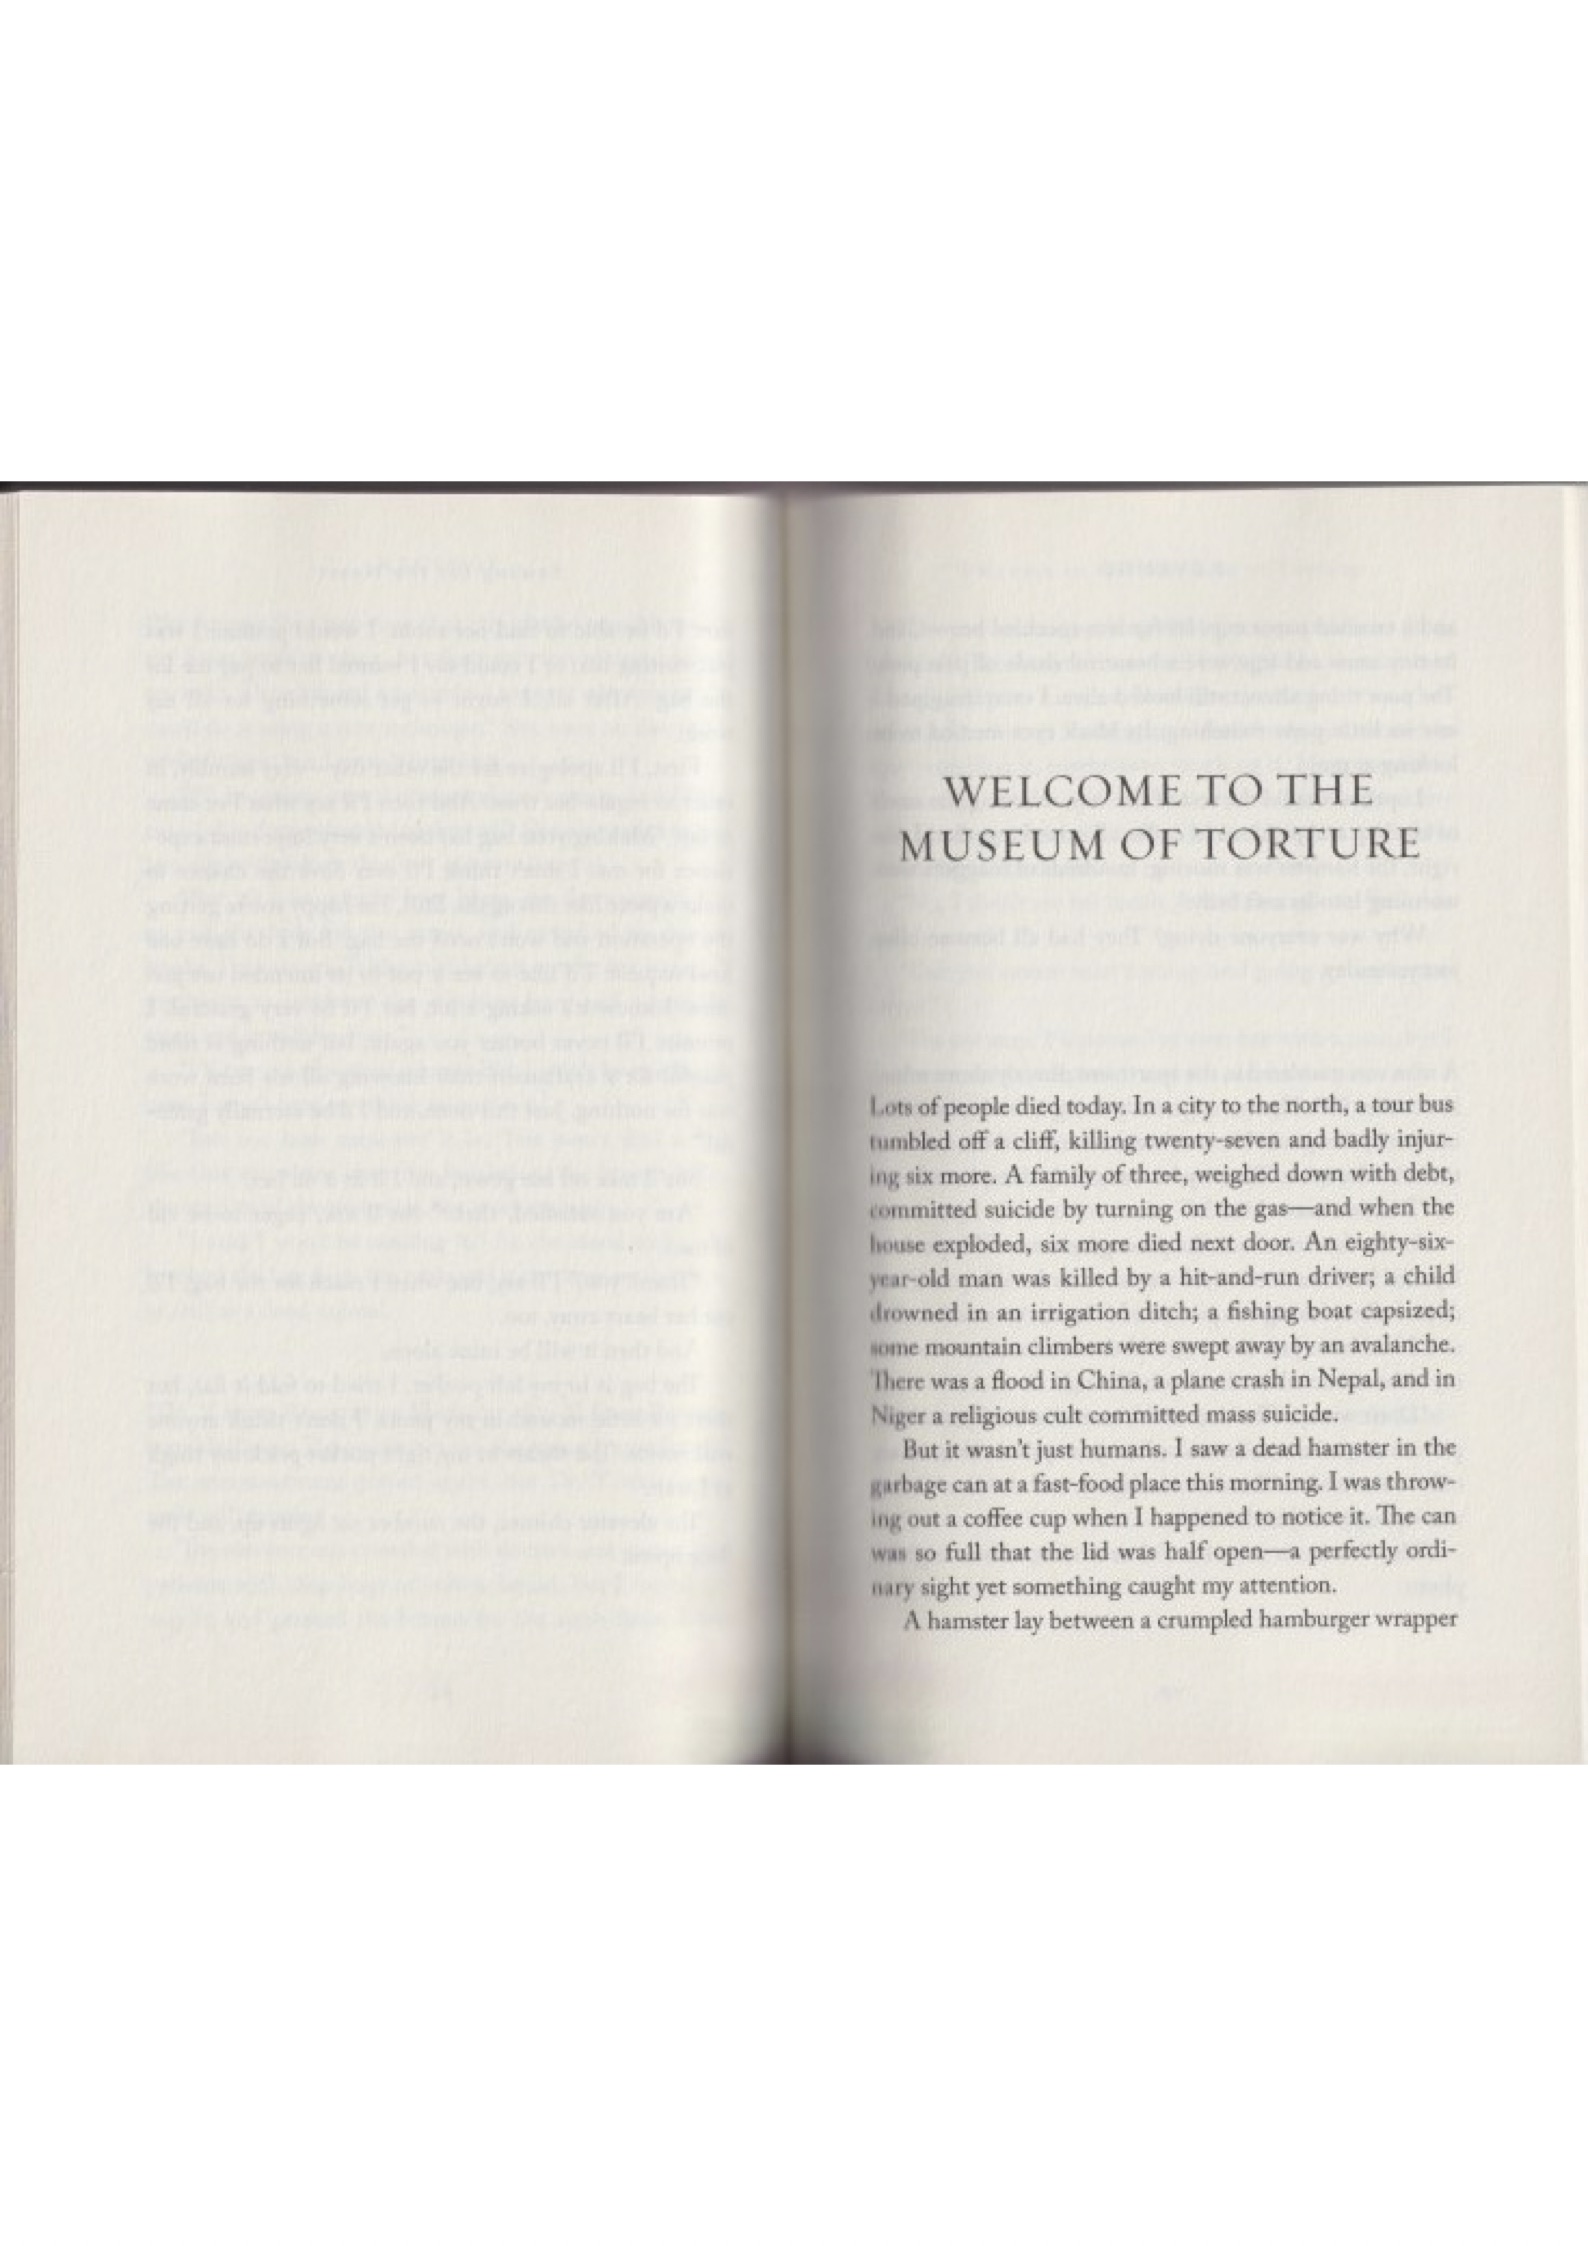 WELCOME TO THE
MUSEUM OF TORTURE
Lots of people died today. In a city to the north, a tour bus
tumbled off a cliff, killing twenty-seven and badly injur-
ing six more. A family of three, weighed down with debt,
committed suicide by turning on the gas—and when the
house exploded, six more died next door. An eighty-six-
year-old man was killed by a hit-and-run driver; a child
drowned in an irrigation ditch; a fishing boat capsized;
some mountain climbers were swept away by an avalanche.
There was a flood in China, a plane crash in Nepal, and in
Niger a religious cult committed mass suicide.
But it wasn't just humans. I saw a dead hamster in the
garbage can at a fast-food place this morning. I was throw-
ing out a coffee cup when I happened to notice it. The can
was so full that the lid was half open—a perfectly ordi-
nary sight yet something caught my attention.
A hamster lay between a crumpled hamburger wrapper